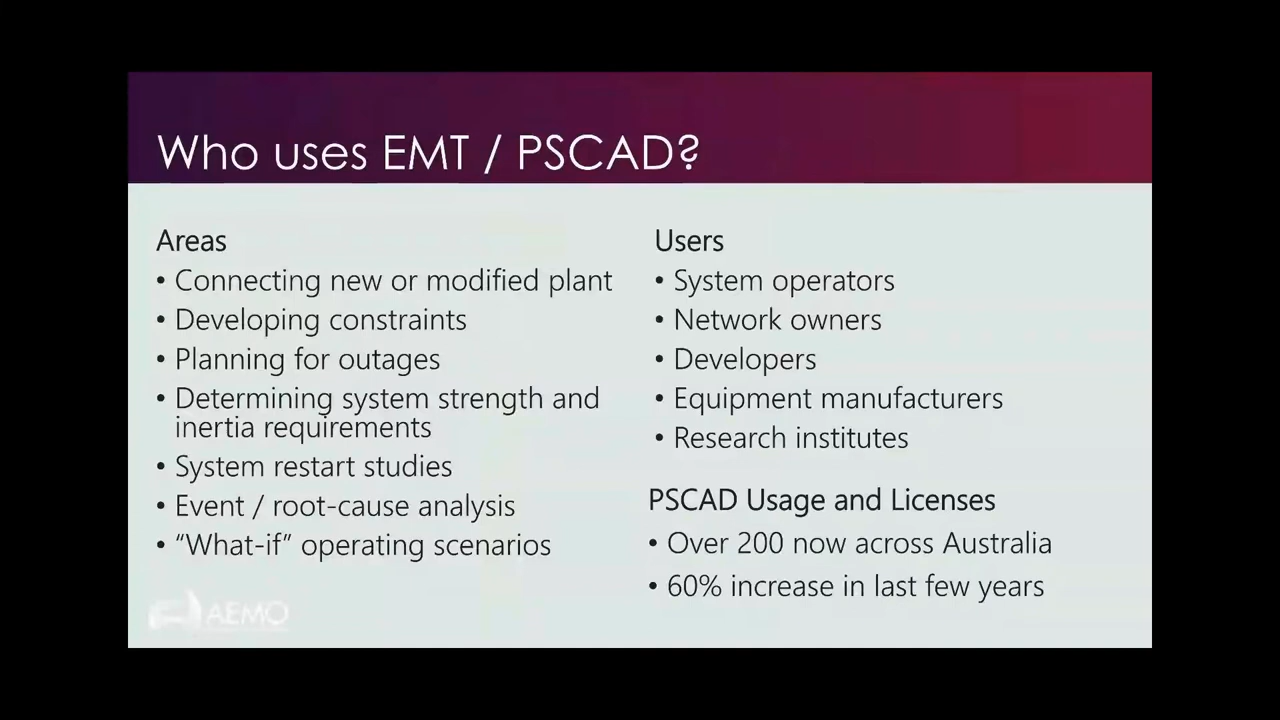 Who uses EMT / PSCAD?
Areas
• Connecting new or modified plant
• Developing constraints
• Planning for outages
• Determining system strength and
inertia requirements
• System restart studies
• Event / root-cause analysis
• “What-if” operating scenarios
Users
• System operators
• Network owners
• Developers
• Equipment manufacturers
• Research institutes
PSCAD Usage and Licenses
• Over 200 now across Australia
• 60% increase in last few years
AEMO